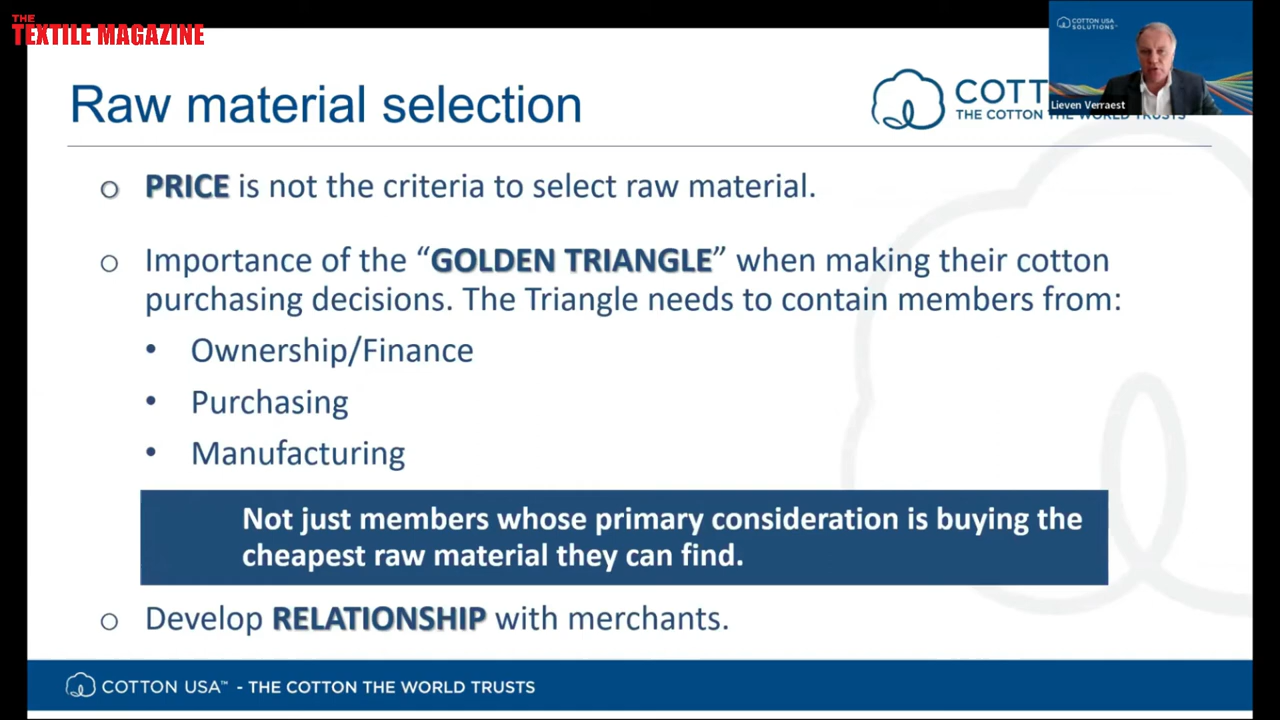 THE
TEXTILE MAGAZINE
COTTON USA
SOLUTIONS™
Lieven Verraest
Raw material selection
COTT
THE COTTON THE WORLD TRUSTS
o PRICE is not the criteria to select raw material.
o Importance of the “GOLDEN TRIANGLE” when making their cotton
purchasing decisions. The Triangle needs to contain members from:
• Ownership/Finance
• Purchasing
• Manufacturing
Not just members whose primary consideration is buying the
cheapest raw material they can find.
o Develop RELATIONSHIP with merchants.
COTTON USA™ - THE COTTON THE WORLD TRUSTS